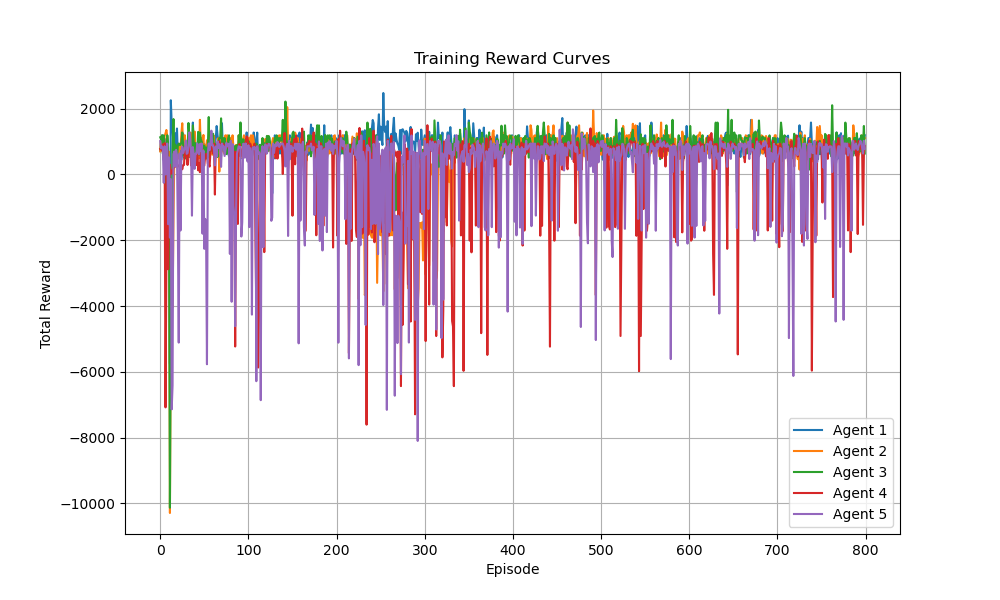 Training Reward Curves
Total Reward
2000
0
−2000
−4000
−6000
−8000
−10000
0 100 200 300 400 500 600 700 800
Episode
Agent 1
Agent 2
Agent 3
Agent 4
Agent 5